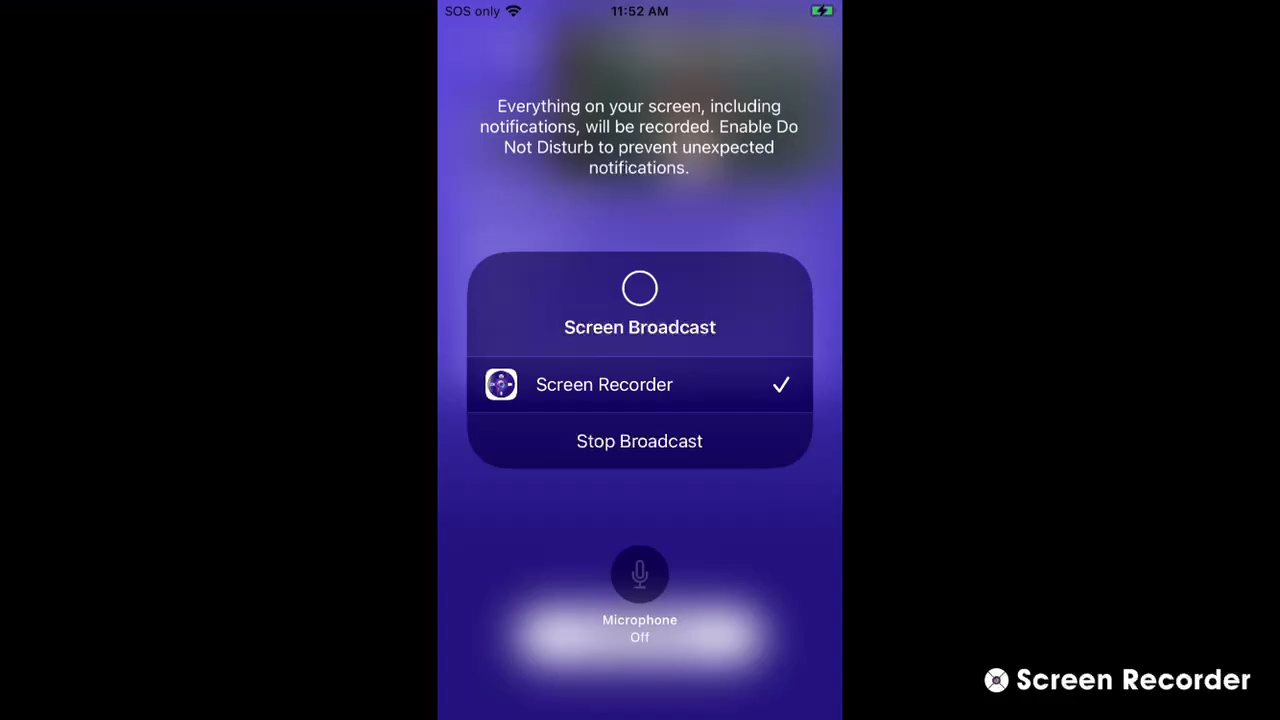 SOS only
11:52 AM
Everything on your screen, including
notifications, will be recorded. Enable Do
Not Disturb to prevent unexpected
notifications.
Screen Broadcast
Screen Recorder
Stop Broadcast
Microphone
Off
Screen Recorder